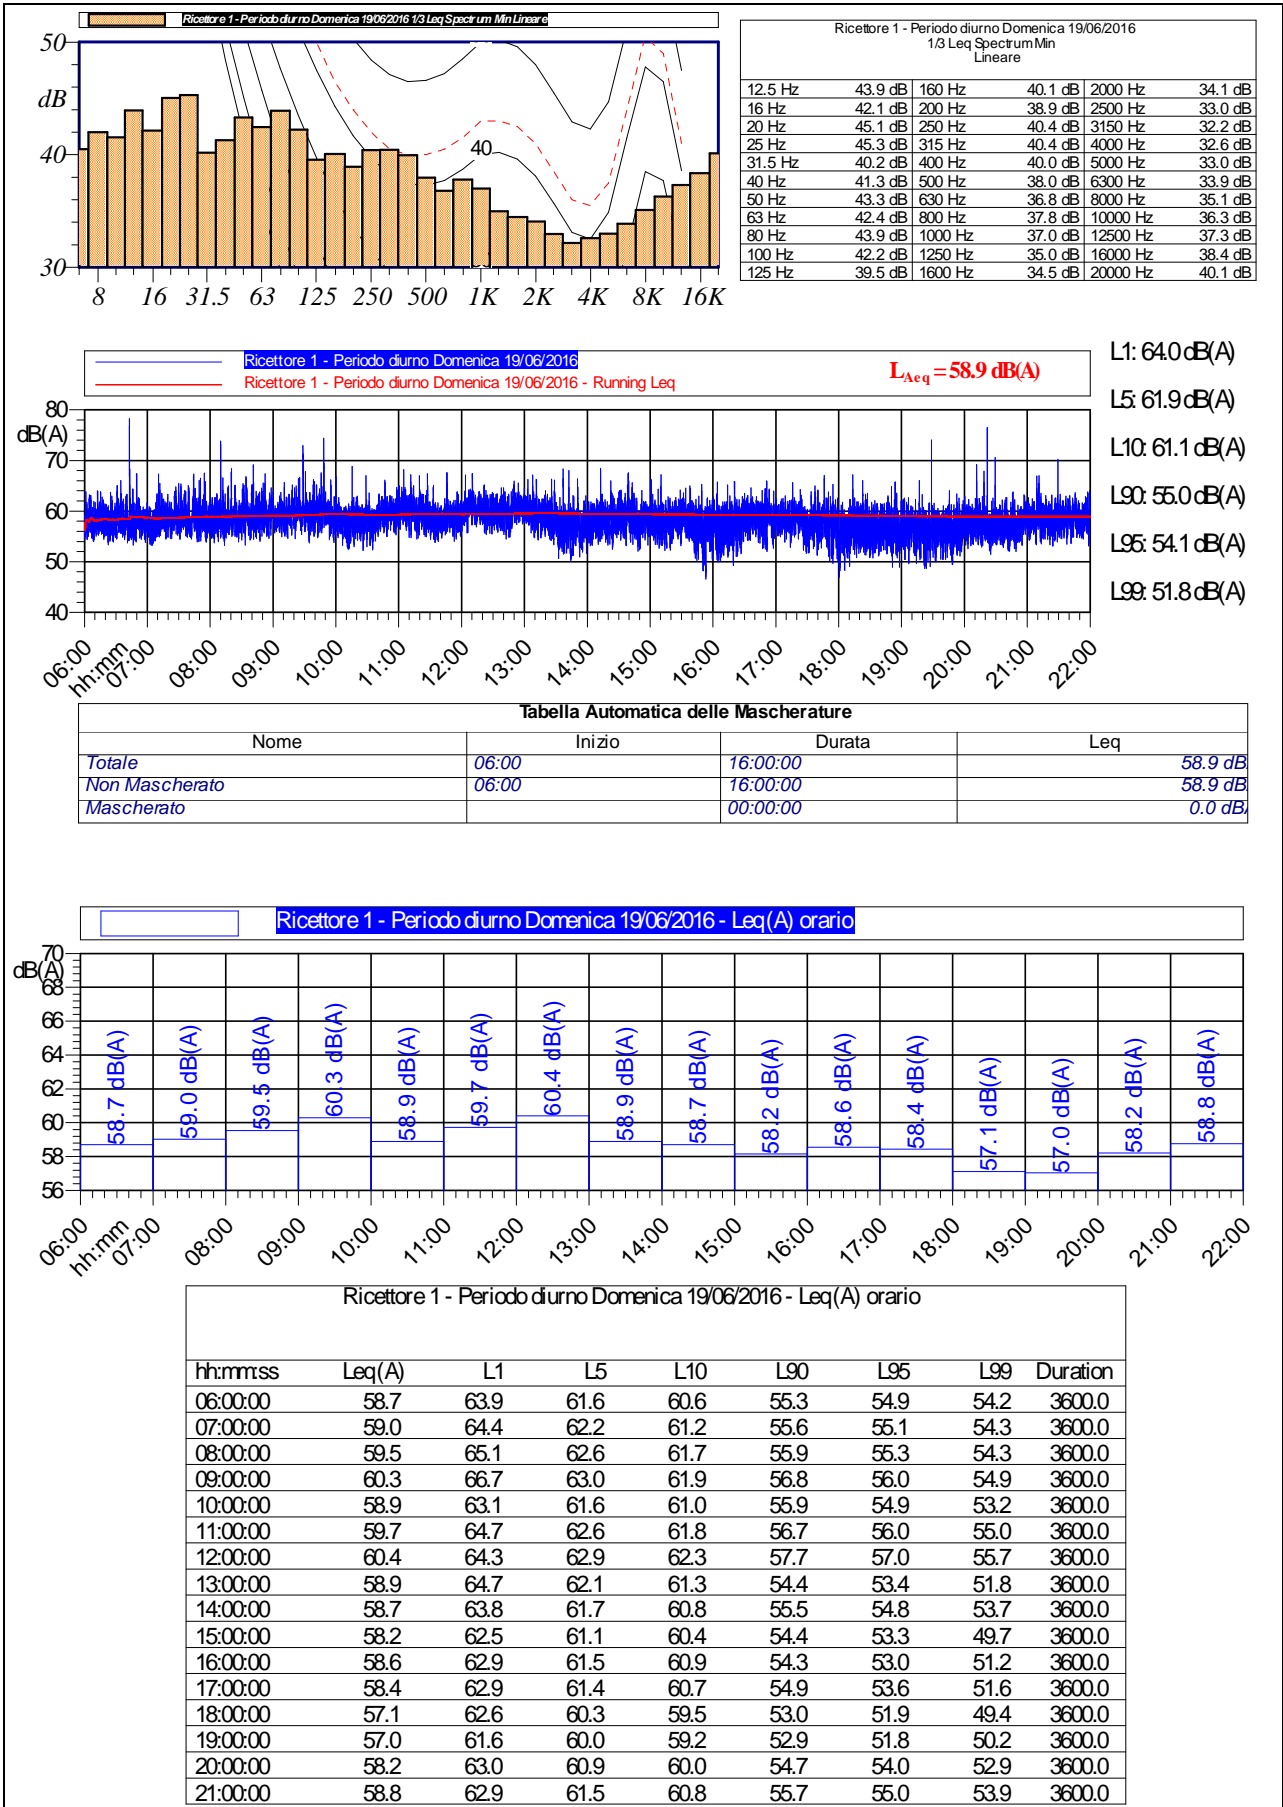 Ricettore 1 - Periodo diurno Domenica 19/06/2016 1/3 Leq Spectrum Min Lineare
50
dB
40
30
40
8 16 31.5 63 125 250 500 1K 2K 4K 8K 16K
Ricettore 1 - Periodo diurno Domenica 19/06/2016
1/3 Leq Spectrum Min
Lineare
12.5 Hz 43.9 dB 160 Hz 40.1 dB 2000 Hz 34.1 dB
16 Hz 42.1 dB 200 Hz 38.9 dB 2500 Hz 33.0 dB
20 Hz 45.1 dB 250 Hz 40.4 dB 3150 Hz 32.2 dB
25 Hz 45.3 dB 315 Hz 40.4 dB 4000 Hz 32.6 dB
31.5 Hz 40.2 dB 400 Hz 40.0 dB 5000 Hz 33.0 dB
40 Hz 41.3 dB 500 Hz 38.0 dB 6300 Hz 33.9 dB
50 Hz 43.3 dB 630 Hz 36.8 dB 8000 Hz 35.1 dB
63 Hz 42.4 dB 800 Hz 37.8 dB 10000 Hz 36.3 dB
80 Hz 43.9 dB 1000 Hz 37.0 dB 12500 Hz 37.3 dB
100 Hz 42.2 dB 1250 Hz 35.0 dB 16000 Hz 38.4 dB
125 Hz 39.5 dB 1600 Hz 34.5 dB 20000 Hz 40.1 dB
Ricettore 1 - Periodo diurno Domenica 19/06/2016
Ricettore 1 - Periodo diurno Domenica 19/06/2016 - Running Leq
LAeq = 58.9 dB(A)
L1: 64.0 dB(A)
L5: 61.9 dB(A)
L10: 61.1 dB(A)
L90: 55.0 dB(A)
L95: 54.1 dB(A)
L99: 51.8 dB(A)
80
dB(A)
70
60
50
40
06:00 07:00 08:00 09:00 10:00 11:00 12:00 13:00 14:00 15:00 16:00 17:00 18:00 19:00 20:00 21:00 22:00
hh:mm
Tabella Automatica delle Mascherature
Nome Inizio Durata Leq
Totale 06:00 16:00:00 58.9 dB
Non Mascherato 06:00 16:00:00 58.9 dB
Mascherato 00:00:00 0.0 dB
Ricettore 1 - Periodo diurno Domenica 19/06/2016 - Leq(A) orario
70
dB(A)
68
66
64
62
60
58
56
58.7 dB(A) 59.0 dB(A) 59.5 dB(A) 60.3 dB(A) 58.9 dB(A) 59.7 dB(A) 60.4 dB(A) 58.9 dB(A) 58.7 dB(A) 58.2 dB(A) 58.6 dB(A) 58.4 dB(A) 57.1 dB(A) 57.0 dB(A) 58.2 dB(A) 58.8 dB(A)
06:00 07:00 08:00 09:00 10:00 11:00 12:00 13:00 14:00 15:00 16:00 17:00 18:00 19:00 20:00 21:00 22:00
hh:mm
Ricettore 1 - Periodo diurno Domenica 19/06/2016 - Leq(A) orario
hh:mm:ss Leq(A) L1 L5 L10 L90 L95 L99 Duration
06:00:00 58.7 63.9 61.6 60.6 55.3 54.9 54.2 3600.0
07:00:00 59.0 64.4 62.2 61.2 55.6 55.1 54.3 3600.0
08:00:00 59.5 65.1 62.6 61.7 55.9 55.3 54.3 3600.0
09:00:00 60.3 66.7 63.0 61.9 56.8 56.0 54.9 3600.0
10:00:00 58.9 63.1 61.6 61.0 55.9 54.9 53.2 3600.0
11:00:00 59.7 64.7 62.6 61.8 56.7 56.0 55.0 3600.0
12:00:00 60.4 64.3 62.9 62.3 57.7 57.0 55.7 3600.0
13:00:00 58.9 64.7 62.1 61.3 54.4 53.4 51.8 3600.0
14:00:00 58.7 63.8 61.7 60.8 55.5 54.8 53.7 3600.0
15:00:00 58.2 62.5 61.1 60.4 54.4 53.3 49.7 3600.0
16:00:00 58.6 62.9 61.5 60.9 54.3 53.0 51.2 3600.0
17:00:00 58.4 62.9 61.4 60.7 54.9 53.6 51.6 3600.0
18:00:00 57.1 62.6 60.3 59.5 53.0 51.9 49.4 3600.0
19:00:00 57.0 61.6 60.0 59.2 52.9 51.8 50.2 3600.0
20:00:00 58.2 63.0 60.9 60.0 54.7 54.0 52.9 3600.0
21:00:00 58.8 62.9 61.5 60.8 55.7 55.0 53.9 3600.0